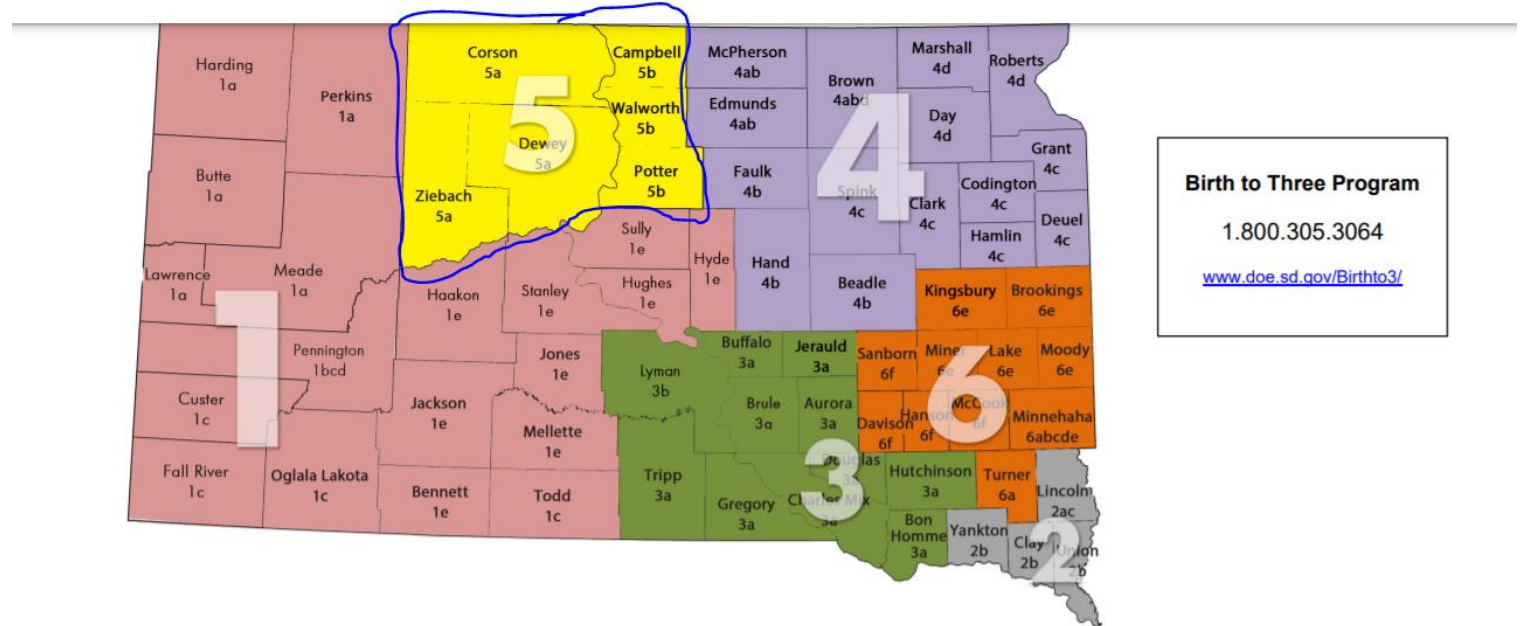 Harding
1a
Perkins
1a
Butte
1a
Lawrence
1a
Meade
1a
Pennington
1bcd
Custer
1c
Fall River
1c
Oglala Lakota
1c
Haakon
1e
Stanley
1e
Sully
1e
Hughes
1e
Hyde
1e
Jones
1e
Jackson
1e
Mellette
1e
Bennett
1e
Todd
1c
1
Corson
5a
Dewey
5a
Ziebach
5a
Campbell
5b
Walworth
5b
Potter
5b
5
McPherson
4ab
Edmunds
4ab
Brown
4abd
Marshall
4d
Roberts
4d
Day
4d
Grant
4c
Faulk
4b
Spink
4c
Clark
4c
Codington
4c
Hamlin
4c
Deuel
4c
Hand
4b
Beadle
4b
4
Lyman
3b
Buffalo
3a
Jerauld
3a
Brule
3a
Aurora
3a
Tripp
3a
Gregory
3a
Charles Mix
3a
Douglas
Hutchinson
3a
Bon
Homme
3a
3
Kingsbury
6e
Brookings
6e
Sanborn
6f
Miner
6e
Lake
6e
Moody
6e
Davison
6f
Hanson
6f
McCook
6f
Minnehaha
6abcde
Turner
6a
6
Lincoln
2ac
Yankton
2b
Clay
2b
Union
2b
2
Birth to Three Program
1.800.305.3064
www.doe.sd.gov/Birthto3/